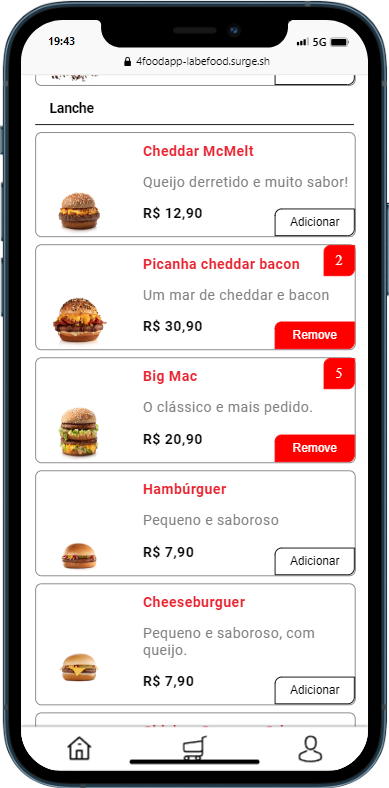 19:43
5G
4foodapp-labefood.surge.sh
Lanche
Cheddar McMelt
Queijo derretido e muito sabor!
R$ 12,90
Adicionar
Picanha cheddar bacon
2
Um mar de cheddar e bacon
R$ 30,90
Remove
Big Mac
5
O clássico e mais pedido.
R$ 20,90
Remove
Hambúrguer
Pequeno e saboroso
R$ 7,90
Adicionar
Cheeseburguer
Pequeno e saboroso, com
queijo.
R$ 7,90
Adicionar